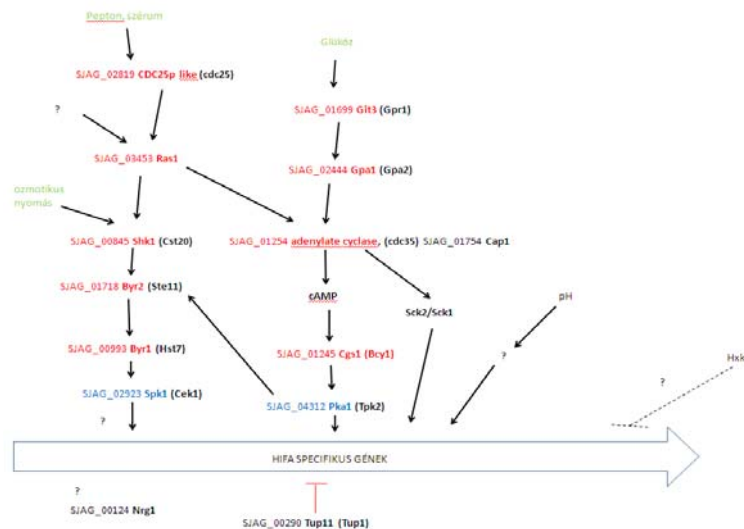 Pepton, szérum
Glükóz
SJAG_02819 CDC25p like (cdc25)
SJAG_01699 Git3 (Gpr1)
?
SJAG_03453 Ras1
SJAG_02444 Gpa1 (Gpa2)
ozmotikus
nyomás
SJAG_00845 Shk1 (Cst20)
SJAG_01254 adenylate cyclase, (cdc35) SJAG_01754 Cap1
SJAG_01718 Byr2 (Ste11)
cAMP
Sck2/Sck1
pH
SJAG_00993 Byr1 (Hst7)
SJAG_01245 Cgs1 (Bcy1)
?
Hxk
?
SJAG_02923 Spk1 (Cek1)
SJAG_04312 Pka1 (Tpk2)
?
HIFA SPECIFIKUS GÉNEK
?
SJAG_00124 Nrg1
SJAG_00290 Tup11 (Tup1)